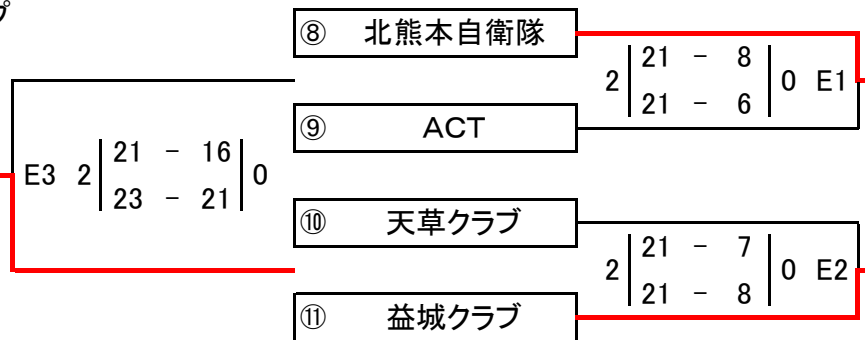 プ
⑧ 北熊本自衛隊
2 21 - 8 0 E1
21 - 6
⑨ ACT
E3 2 21 - 16 0
23 - 21
⑩ 天草クラブ
2 21 - 7 0 E2
21 - 8
⑪ 益城クラブ